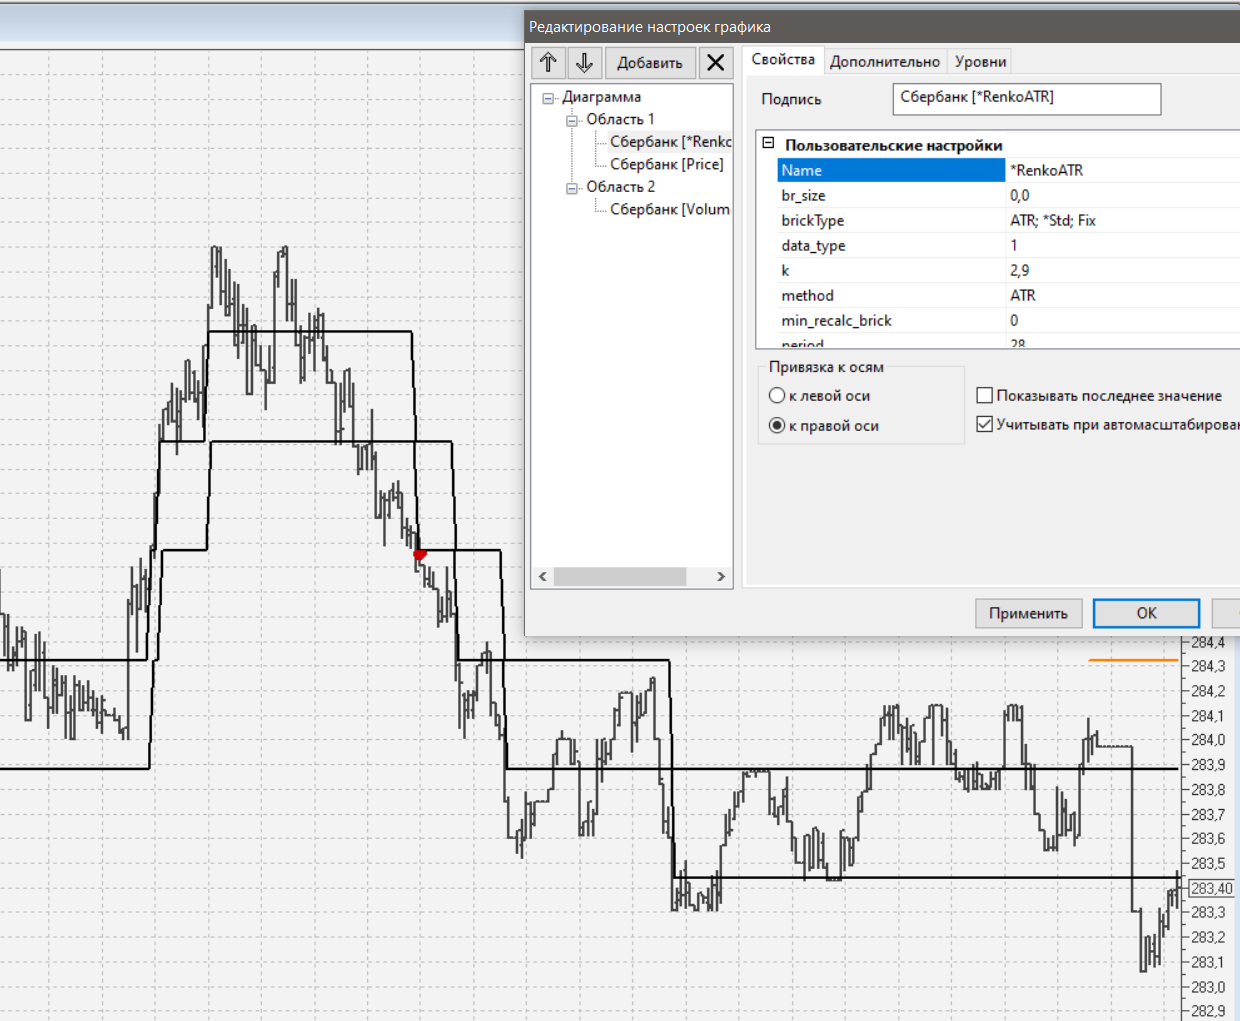 Редактирование настроек графика
Добавить
Свойства
Дополнительно
Уровни
Диаграмма
Область 1
Сбербанк [*Renko
Сбербанк [Price]
Область 2
Сбербанк [Volum
Подпись
Сбербанк [*RenkoATR]
Пользовательские настройки
Name *RenkoATR
br_size 0,0
brickType ATR; *Std; Fix
data_type 1
k 2,9
method ATR
min_recalc_brick 0
period 28
Привязка к осям
к левой оси
к правой оси
Показывать последнее значение
Учитывать при автомасштабирован
Применить
OK
284,4
284,3
284,2
284,1
284,0
283,9
283,8
283,7
283,6
283,5
283,40
283,3
283,2
283,1
283,0
282,9